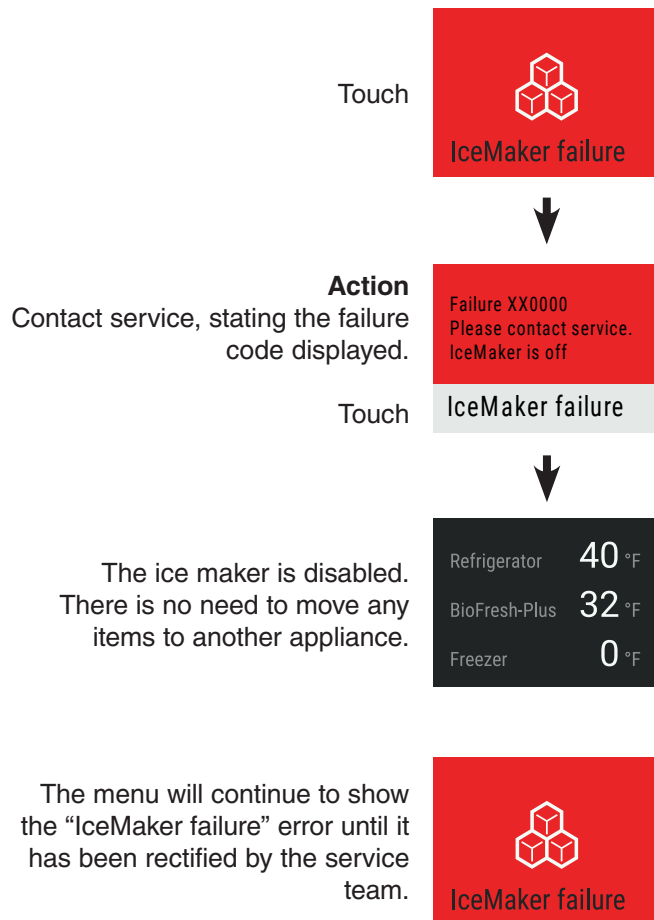 Touch
IceMaker failure
Action
Contact service, stating the failure
code displayed.
Failure XX0000
Please contact service.
IceMaker is off
Touch
IceMaker failure
The ice maker is disabled.
There is no need to move any
items to another appliance.
Refrigerator 40 °F
BioFresh-Plus 32 °F
Freezer 0 °F
The menu will continue to show
the “IceMaker failure” error until it
has been rectified by the service
team.
IceMaker failure